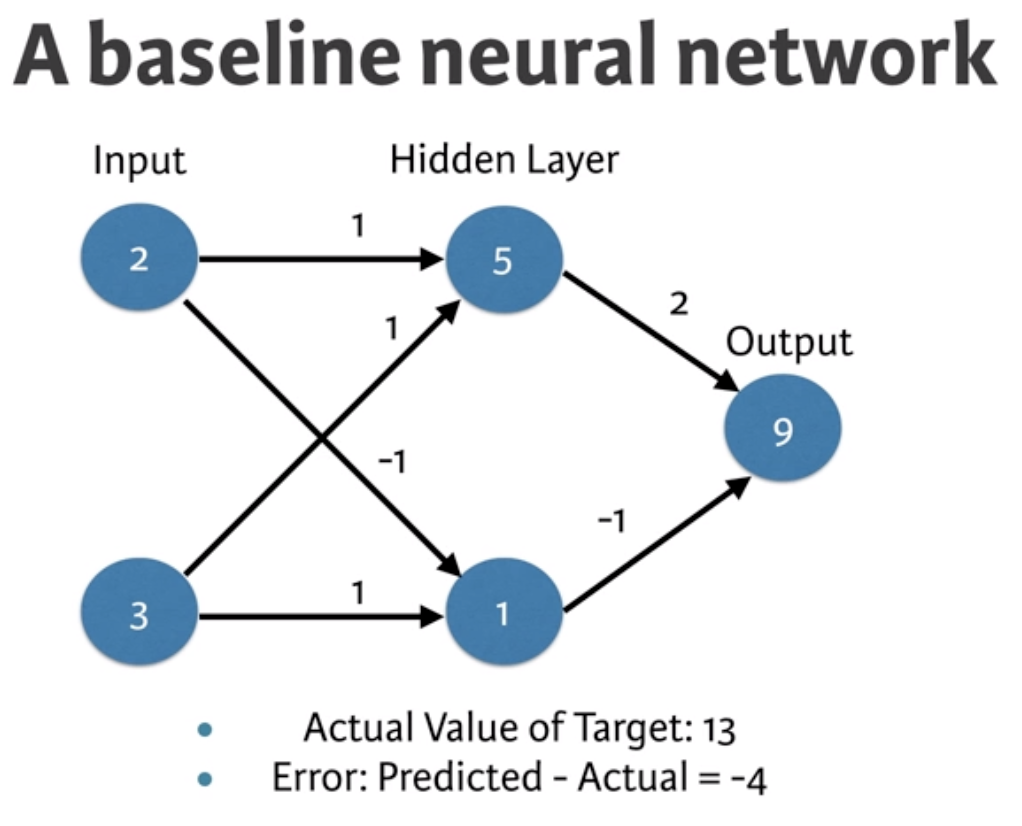 A baseline neural network
Input
Hidden Layer
1
2
5
2
1
Output
9
-1
-1
3
1
1
• Actual Value of Target: 13
• Error: Predicted - Actual = -4